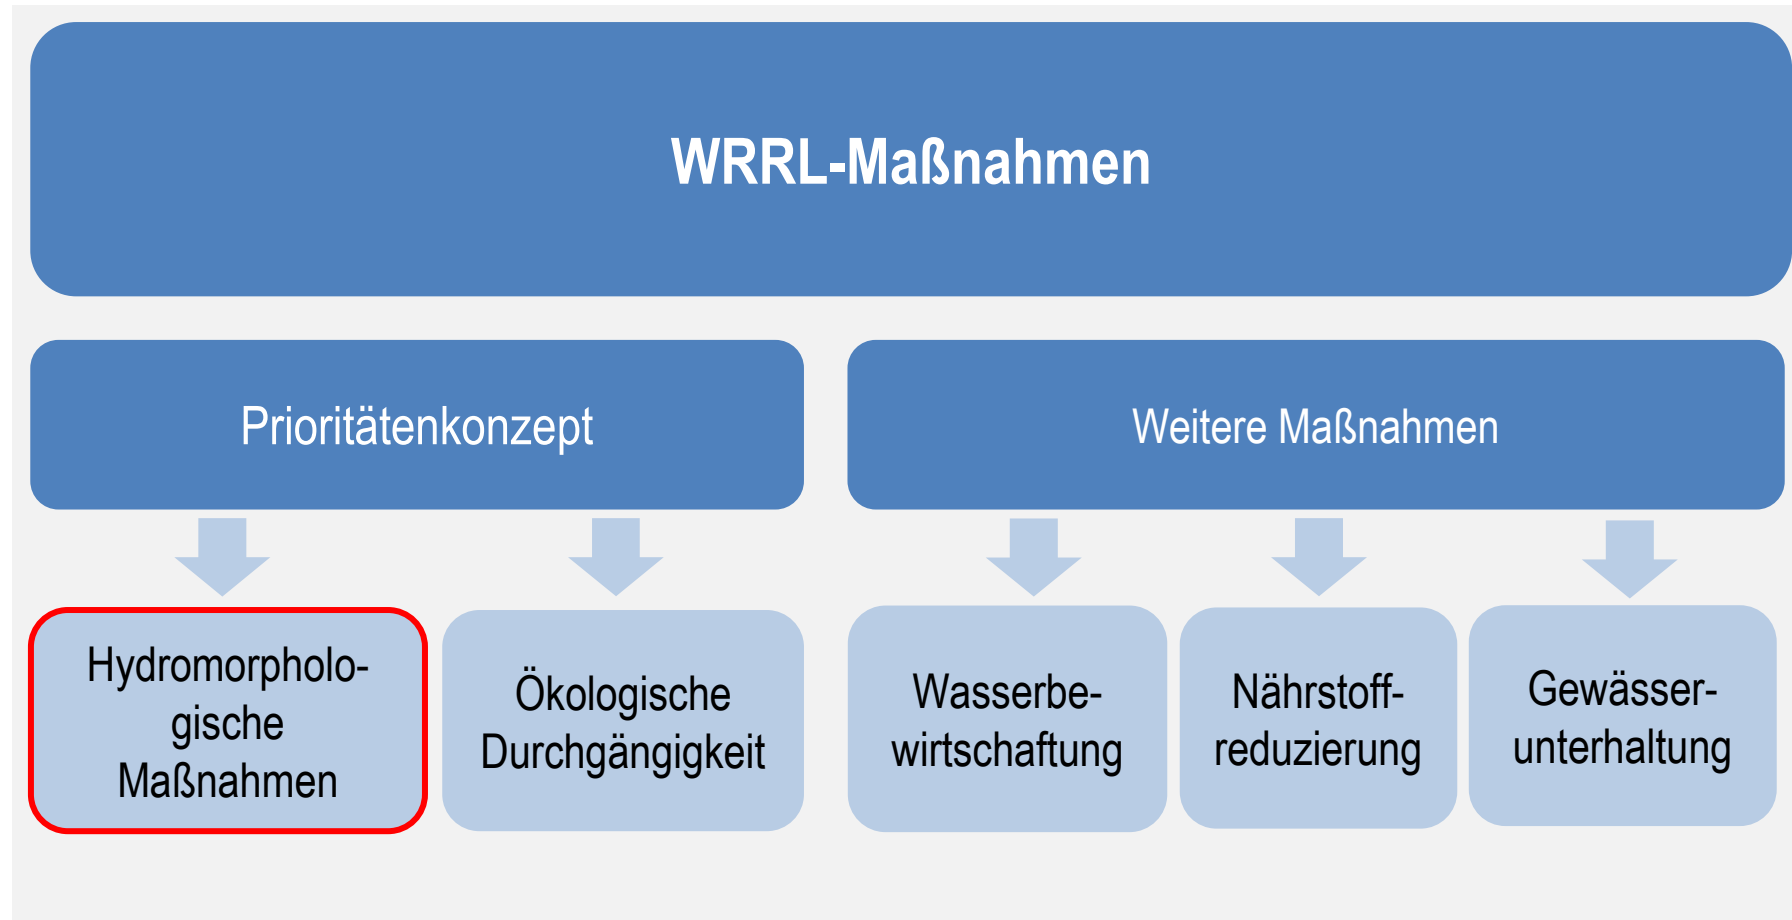 WRRL-Maßnahmen
Prioritätenkonzept
Weitere Maßnahmen
Hydromorpholo-
gische
Maßnahmen
Ökologische
Durchgängigkeit
Wasserbe-
wirtschaftung
Nährstoff-
reduzierung
Gewässer-
unterhaltung